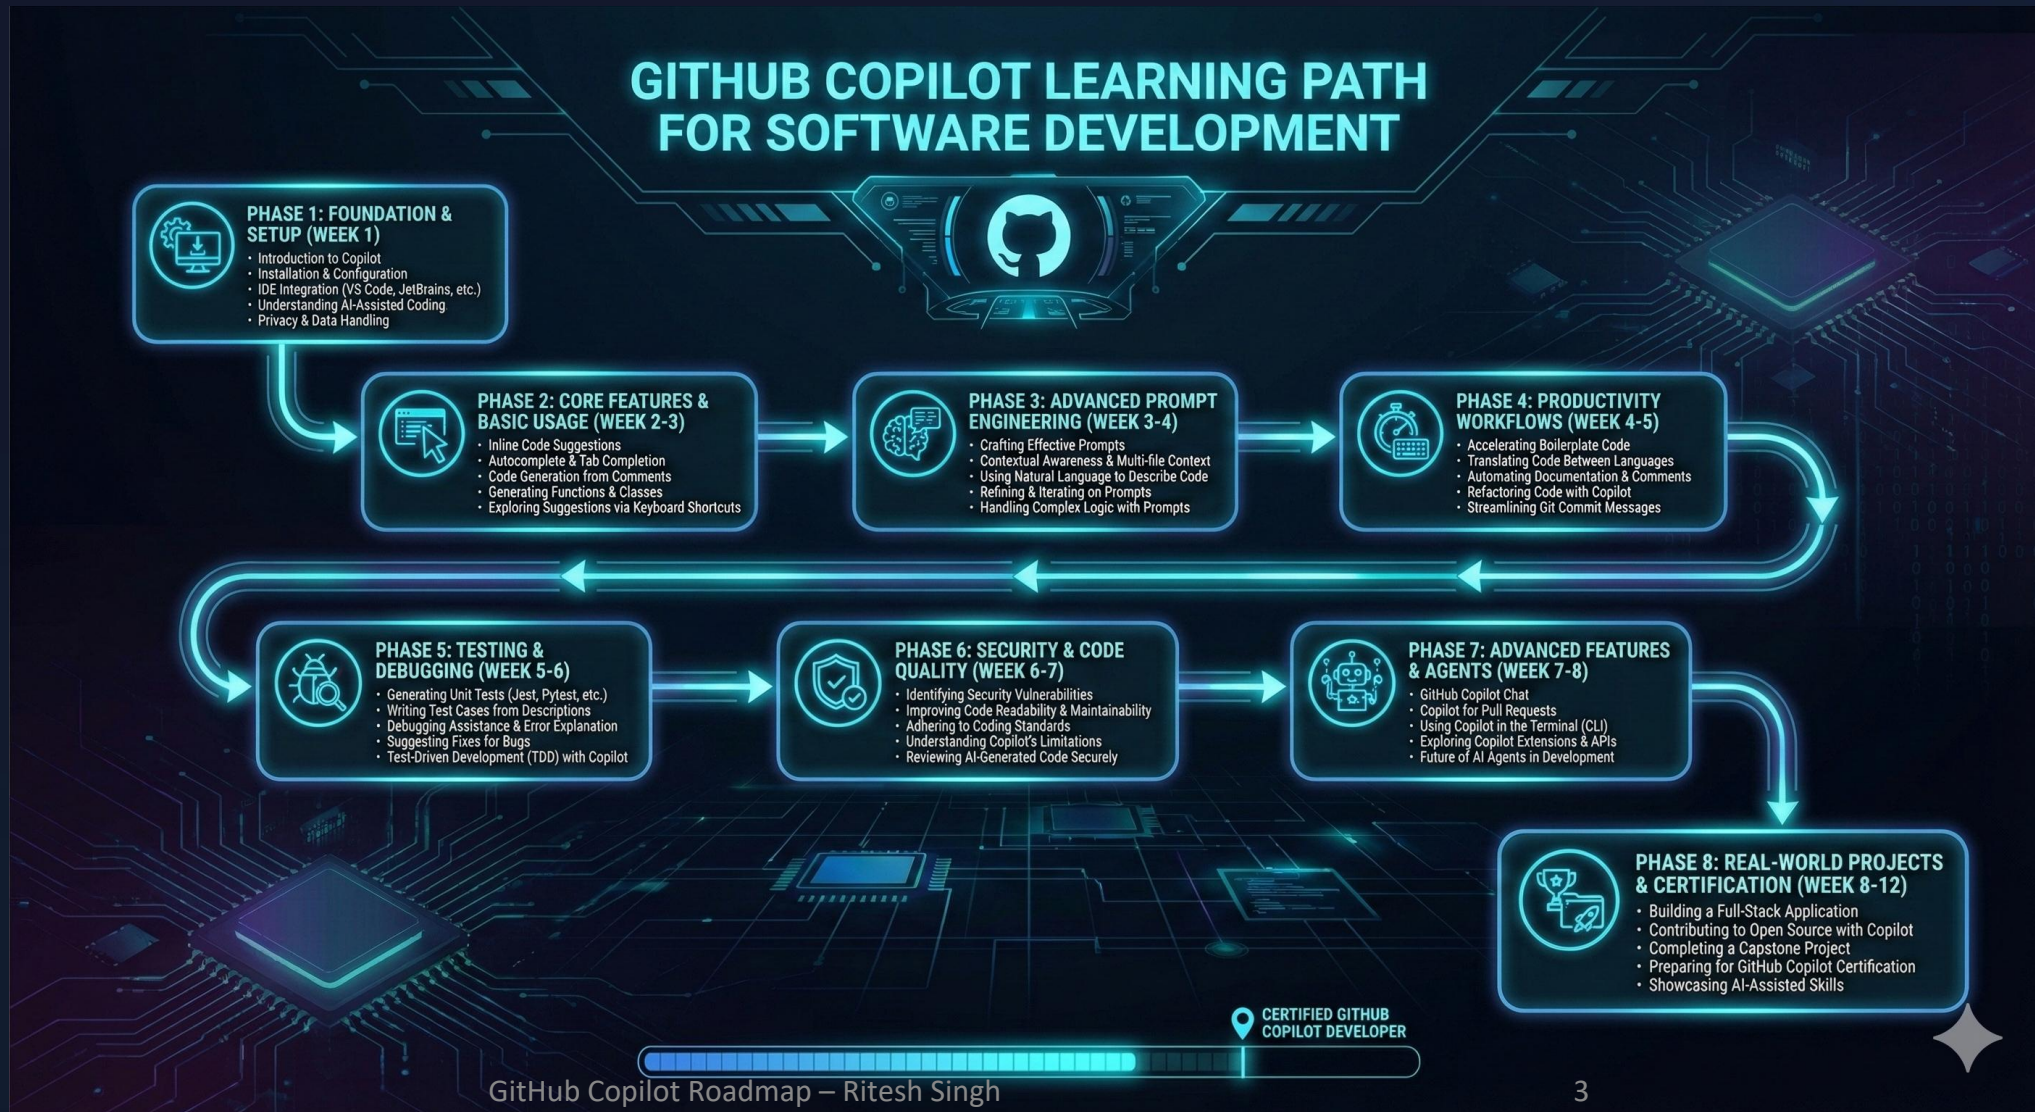 GITHUB COPILOT LEARNING PATH
FOR SOFTWARE DEVELOPMENT
PHASE 1: FOUNDATION &
SETUP (WEEK 1)
• Introduction to Copilot
• Installation & Configuration
• IDE Integration (VS Code, JetBrains, etc.)
• Understanding AI-Assisted Coding
• Privacy & Data Handling
PHASE 2: CORE FEATURES &
BASIC USAGE (WEEK 2-3)
• Inline Code Suggestions
• Autocomplete & Tab Completion
• Code Generation from Comments
• Generating Functions & Classes
• Exploring Suggestions via Keyboard Shortcuts
PHASE 3: ADVANCED PROMPT
ENGINEERING (WEEK 3-4)
• Crafting Effective Prompts
• Contextual Awareness & Multi-file Context
• Using Natural Language to Describe Code
• Refining & Iterating on Prompts
• Handling Complex Logic with Prompts
PHASE 4: PRODUCTIVITY
WORKFLOWS (WEEK 4-5)
• Accelerating Boilerplate Code
• Translating Code Between Languages
• Automating Documentation & Comments
• Refactoring Code with Copilot
• Streamlining Git Commit Messages
PHASE 5: TESTING &
DEBUGGING (WEEK 5-6)
• Generating Unit Tests (Jest, Pytest, etc.)
• Writing Test Cases from Descriptions
• Debugging Assistance & Error Explanation
• Suggesting Fixes for Bugs
• Test-Driven Development (TDD) with Copilot
PHASE 6: SECURITY & CODE
QUALITY (WEEK 6-7)
• Identifying Security Vulnerabilities
• Improving Code Readability & Maintainability
• Adhering to Coding Standards
• Understanding Copilot's Limitations
• Reviewing AI-Generated Code Securely
PHASE 7: ADVANCED FEATURES
& AGENTS (WEEK 7-8)
• GitHub Copilot Chat
• Copilot for Pull Requests
• Using Copilot in the Terminal (CLI)
• Exploring Copilot Extensions & APIs
• Future of AI Agents in Development
PHASE 8: REAL-WORLD PROJECTS
& CERTIFICATION (WEEK 8-12)
• Building a Full-Stack Application
• Contributing to Open Source with Copilot
• Completing a Capstone Project
• Preparing for GitHub Copilot Certification
• Showcasing AI-Assisted Skills
CERTIFIED GITHUB
COPILOT DEVELOPER
GitHub Copilot Roadmap – Ritesh Singh
3